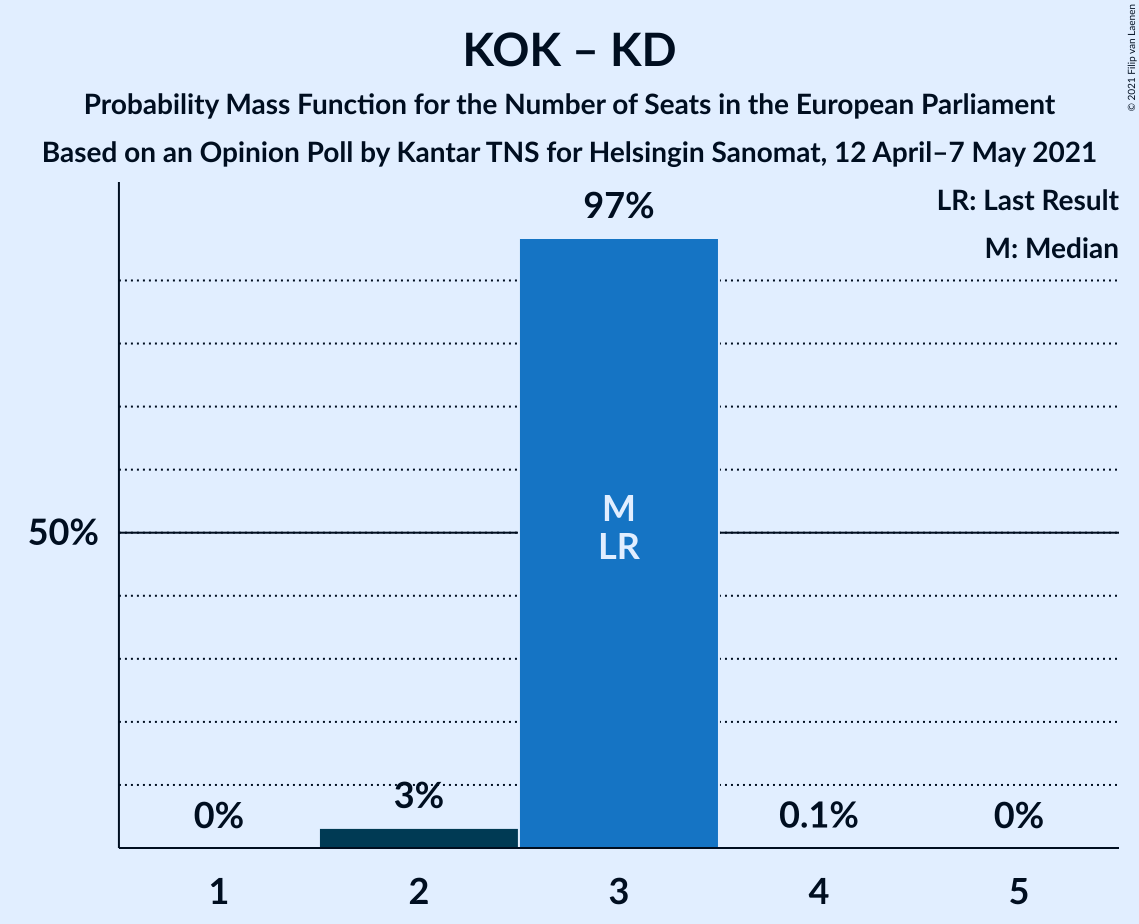 KOK – KD
Probability Mass Function for the Number of Seats in the European Parliament
Based on an Opinion Poll by Kantar TNS for Helsingin Sanomat, 12 April–7 May 2021
© 2021 Filip van Laenen
LR: Last Result
M: Median
97%
50%
M
LR
0%
3%
0.1%
0%
1
2
3
4
5